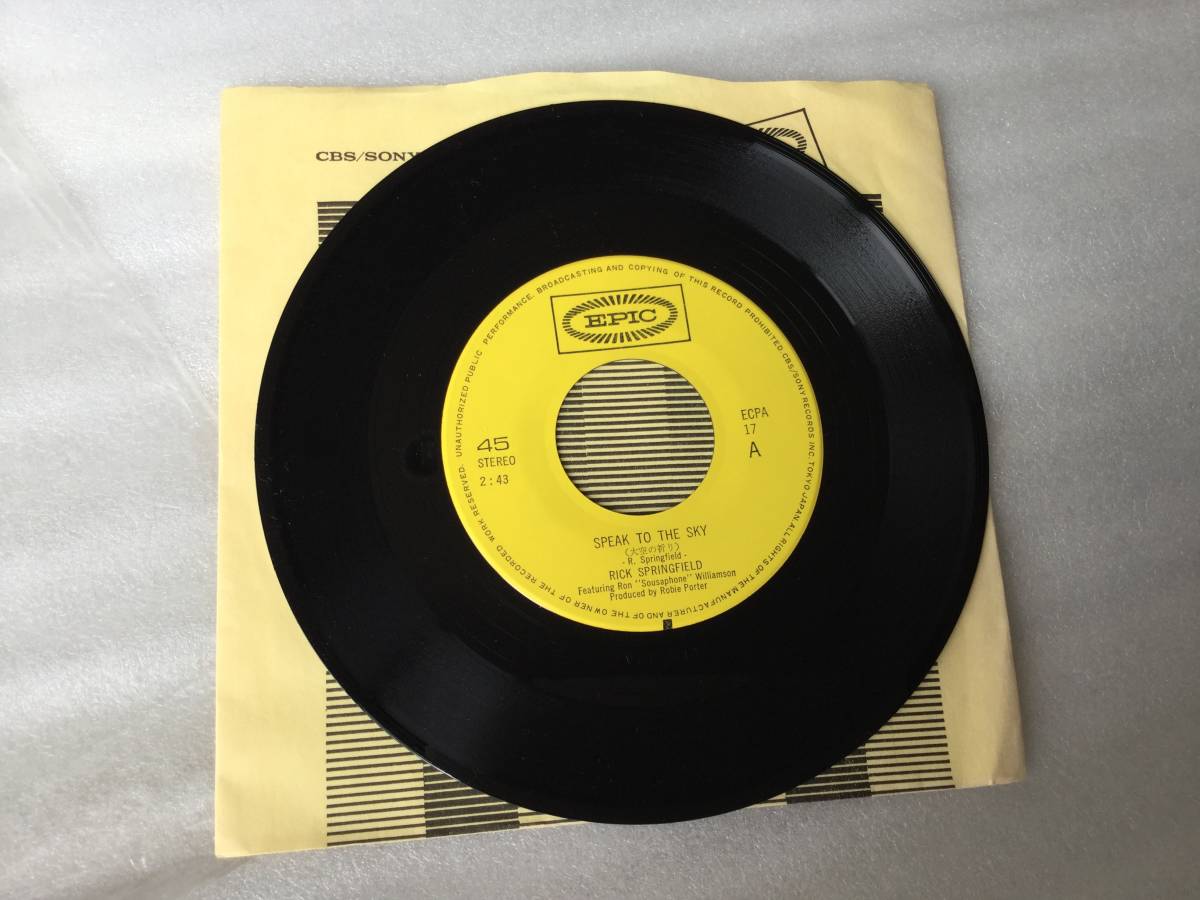 CBS/SONY
UNAUTHORIZED PUBLIC PERFORMANCE. BROADCASTING AND COPYING OF THIS RECORD PROHIBITED CBS/SONY RECORDS INC. TOKYO JAPAN. ALL RIGHTS OF THE MANUFACTURER AND OF THE OWNER OF THE RECORDED WORK RESERVED.
EPIC
45
STEREO
2:43
ECPA
17
A
SPEAK TO THE SKY
(大空の祈り)
- R. Springfield -
RICK SPRINGFIELD
Featuring Ron "Sousaphone" Williamson
Produced by Robie Porter